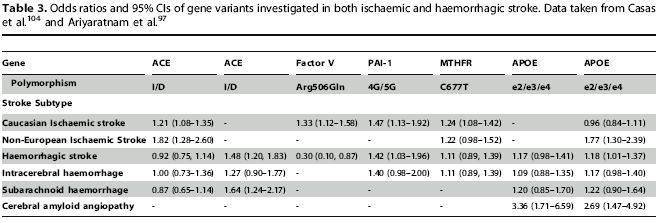 Table 3. Odds ratios and 95% CIs of gene variants investigated in both ischaemic and haemorrhagic stroke. Data taken from Casas
et al.104 and Ariyaratnam et al.97
Gene ACE ACE Factor V PAI-1 MTHFR APOE APOE
Polymorphism I/D I/D Arg506Gln 4G/5G C677T e2/e3/e4 e2/e3/e4
Stroke Subtype
Caucasian Ischaemic stroke 1.21 (1.08–1.35) - 1.33 (1.12–1.58) 1.47 (1.13–1.92) 1.24 (1.08–1.42) - 0.96 (0.84–1.11)
Non-European Ischaemic Stroke 1.82 (1.28–2.60) - - - 1.22 (0.98–1.52) - 1.77 (1.30–2.39)
Haemorrhagic stroke 0.92 (0.75, 1.14) 1.48 (1.20, 1.83) 0.30 (0.10, 0.87) 1.42 (1.03–1.96) 1.11 (0.89, 1.39) 1.17 (0.98–1.41) 1.18 (1.01–1.37)
Intracerebral haemorrhage 1.00 (0.73–1.36) 1.27 (0.90–1.77) - 1.40 (0.98–2.00) 1.11 (0.89, 1.39) 1.09 (0.88–1.35) 1.17 (0.98–1.40)
Subarachnoid haemorrhage 0.87 (0.65–1.14) 1.64 (1.24–2.17) - - - 1.20 (0.85–1.70) 1.22 (0.90–1.64)
Cerebral amyloid angiopathy - - - - - 3.36 (1.71–6.59) 2.69 (1.47–4.92)